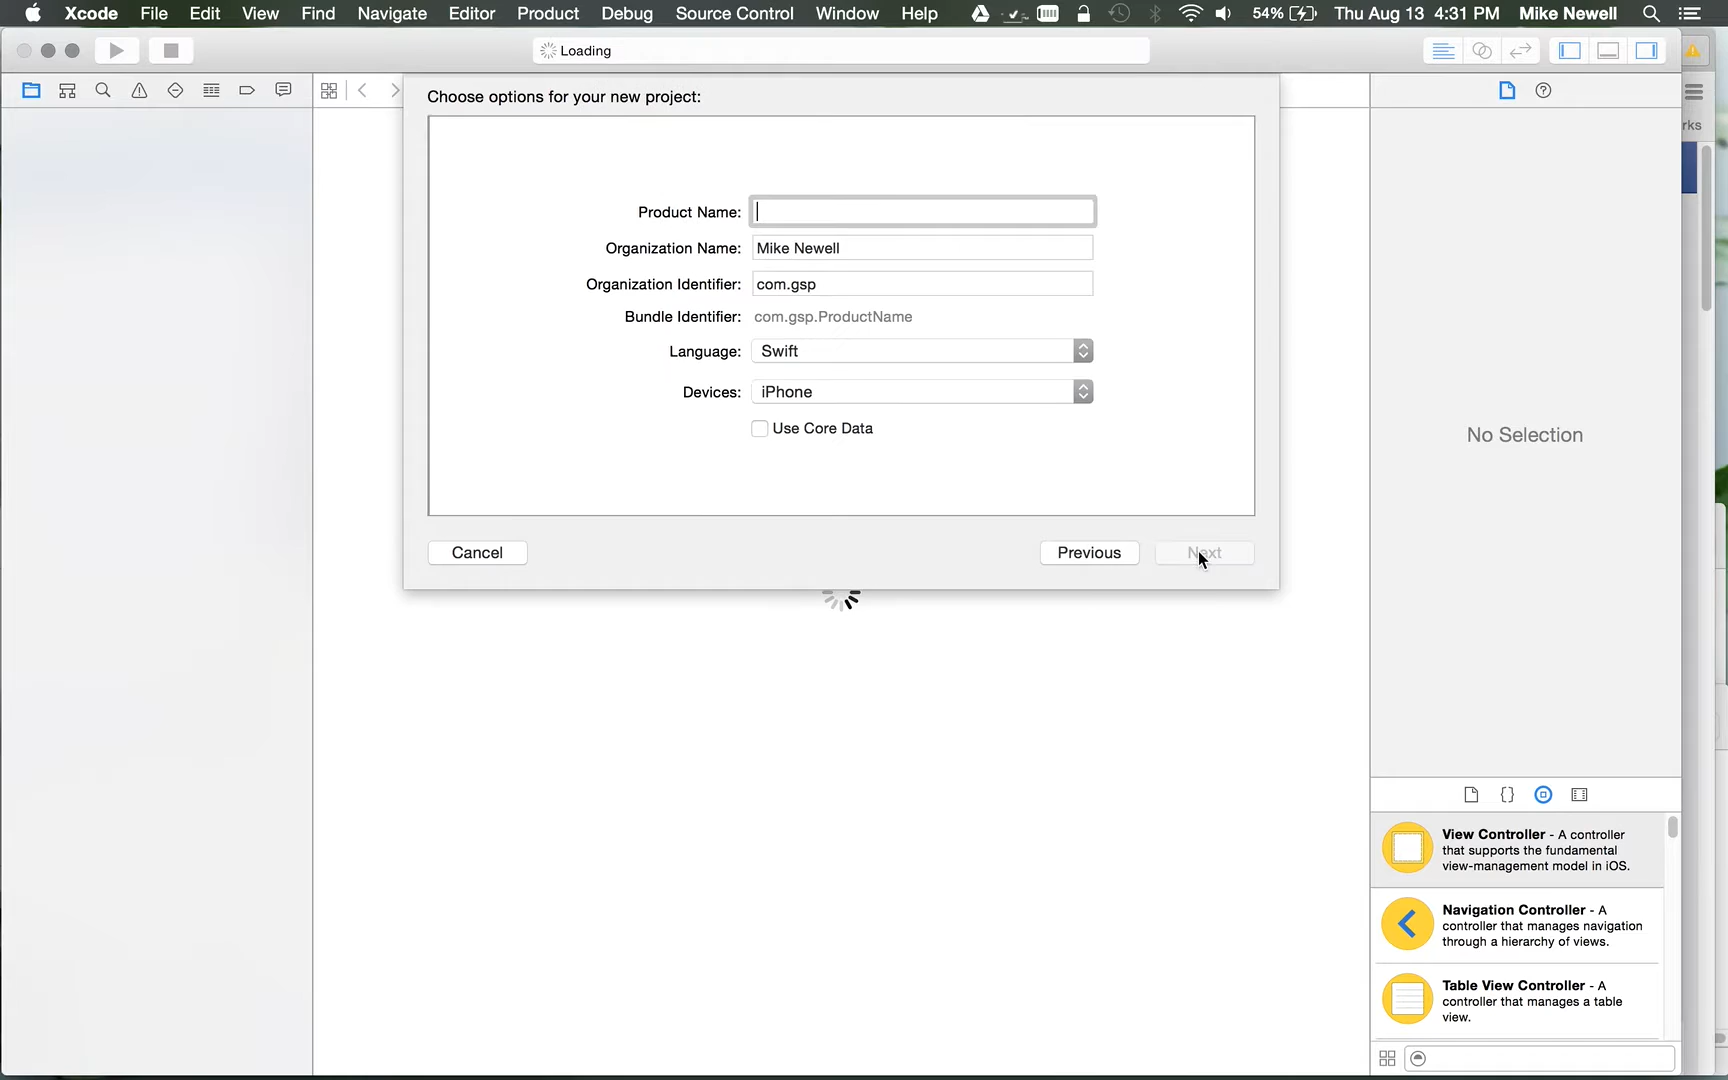 Xcode File Edit View Find Navigate Editor Product Debug Source Control Window Help 54% Thu Aug 13 4:31 PM Mike Newell
Loading
Choose options for your new project:
rks
Product Name:
Organization Name: Mike Newell
Organization Identifier: com.gsp
Bundle Identifier: com.gsp.ProductName
Language: Swift
Devices: iPhone
Use Core Data
No Selection
Cancel Previous Next
View Controller - A controller
that supports the fundamental
view-management model in iOS.
Navigation Controller - A
controller that manages navigation
through a hierarchy of views.
Table View Controller - A
controller that manages a table
view.